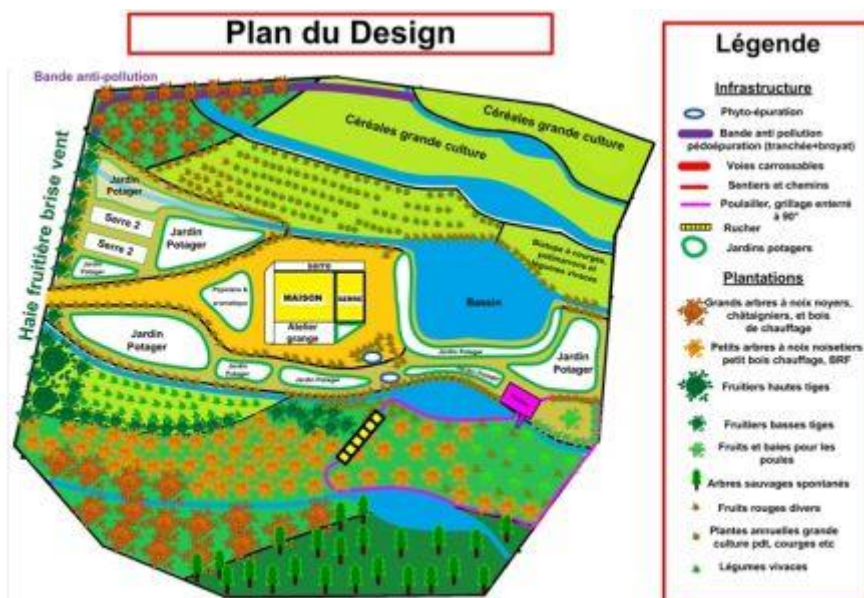 Plan du Design
Bande anti-pollution
Céréales grande culture
Céréales grande culture
Haie fruitière brise vent
Jardin
Potager
Serre 2
Serre 2
Jardin
Potager
Jardin
Potager
serre
MAISON
SERRE
Atelier
grange
Bassin
légumes vivaces
Jardin
Potager
Jardin
Potager
Jardin Potager
Jardin Potager
Jardin
Potager
Légende
Infrastructure
Phyto-épuration
Bande anti pollution
pédoépuration (tranchée+broyat)
Voies carrossables
Sentiers et chemins
Poulailler, grillage enterré
à 90°
Rucher
Jardins potagers
Plantations
Grands arbres à noix noyers,
châtaigniers, et bois
de chauffage
Petits arbres à noix noisetiers
petit bois chauffage, BRF
Fruitiers hautes tiges
Fruitiers basses tiges
Fruits et baies pour les
poules
Arbres sauvages spontanés
Fruits rouges divers
Plantes annuelles grande
culture pdt, courges etc
Légumes vivaces